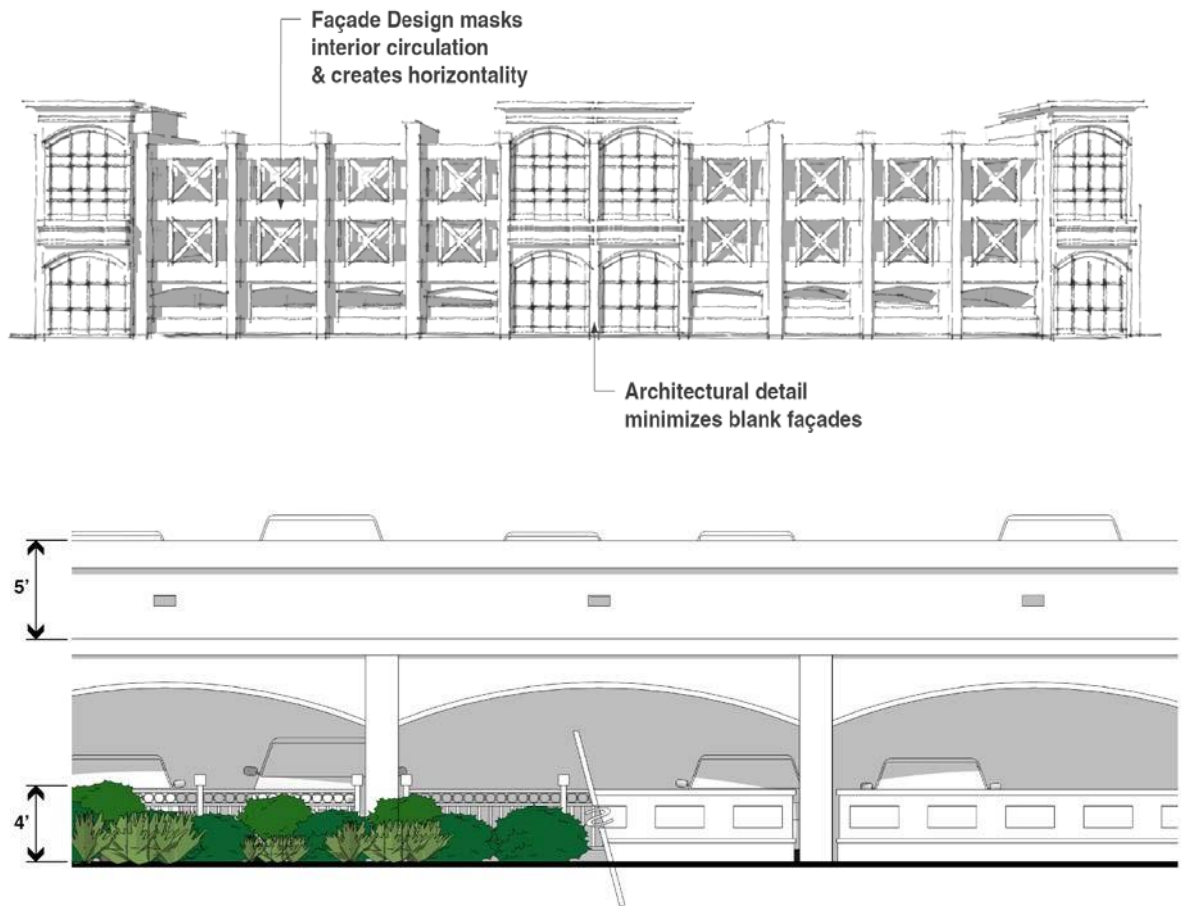 Façade Design masks
interior circulation
& creates horizontality
Architectural detail
minimizes blank façades
5’
4’